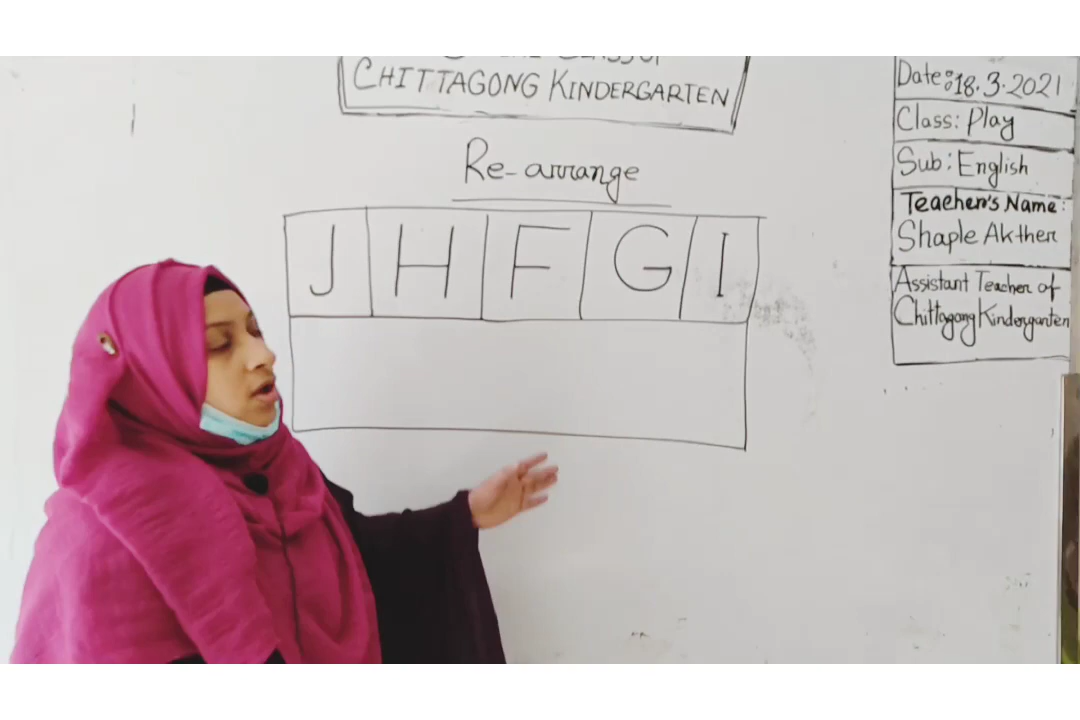 CHITTAGONG KINDERGARTEN
Re-arrange
J H F G I
Date: 18.3.2021
Class: Play
Sub: English
Teacher's Name:
Shaple Akther
Assistant Teacher of
Chittagong Kindergarten